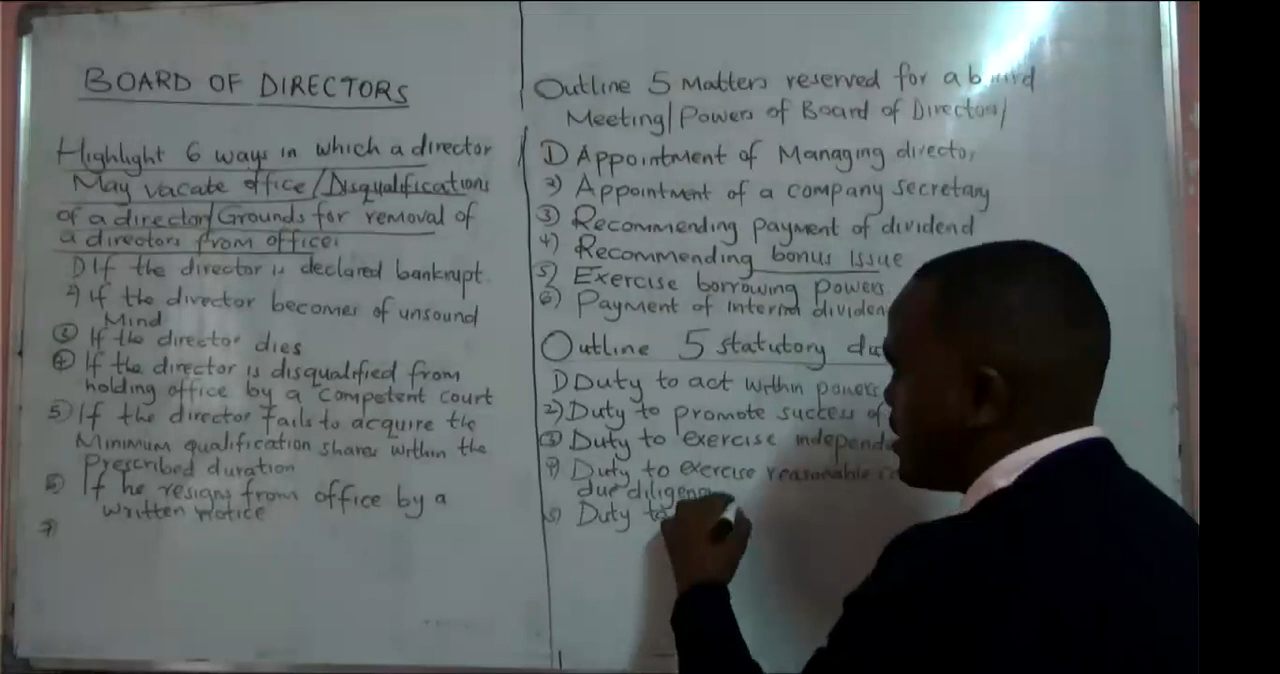 BOARD OF DIRECTORS
Highlight 6 ways in which a director
May vacate office/Disqualifications
of a director/Grounds for removal of
a directors from office:
1) If the director is declared bankrupt
2) if the director becomes of unsound
Mind
3) If the director dies
4) If the director is disqualified from
holding office by a competent court
5) If the director fails to acquire the
Minimum qualification shares within the
Prescribed duration
6) If he resigns from office by a
written notice
7)
Outline 5 Matters reserved for a board
Meeting/Powers of Board of Directors/
1) Appointment of Managing director
2) Appointment of a company secretary
3) Recommending payment of dividend
4) Recommending bonus issue
5) Exercise borrowing powers
6) Payment of interim
Outline 5 statutory
1) Duty to act within powers
2) Duty to promote success of
3) Duty to exercise
4) Duty to exercise reasonable
due
5) Duty to